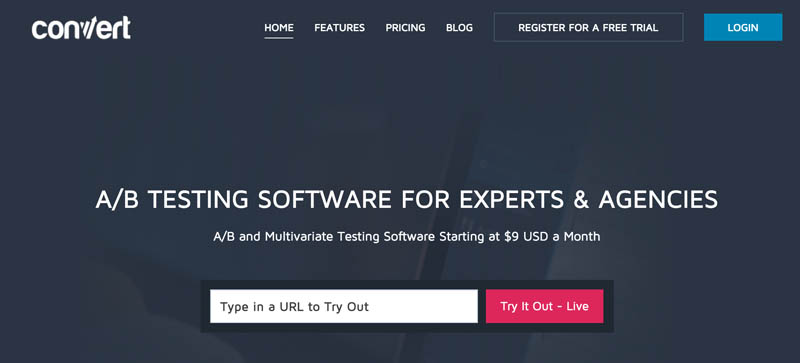 convert
HOME FEATURES PRICING BLOG REGISTER FOR A FREE TRIAL LOGIN
A/B TESTING SOFTWARE FOR EXPERTS & AGENCIES
A/B and Multivariate Testing Software Starting at $9 USD a Month
Type in a URL to Try Out
Try It Out - Live